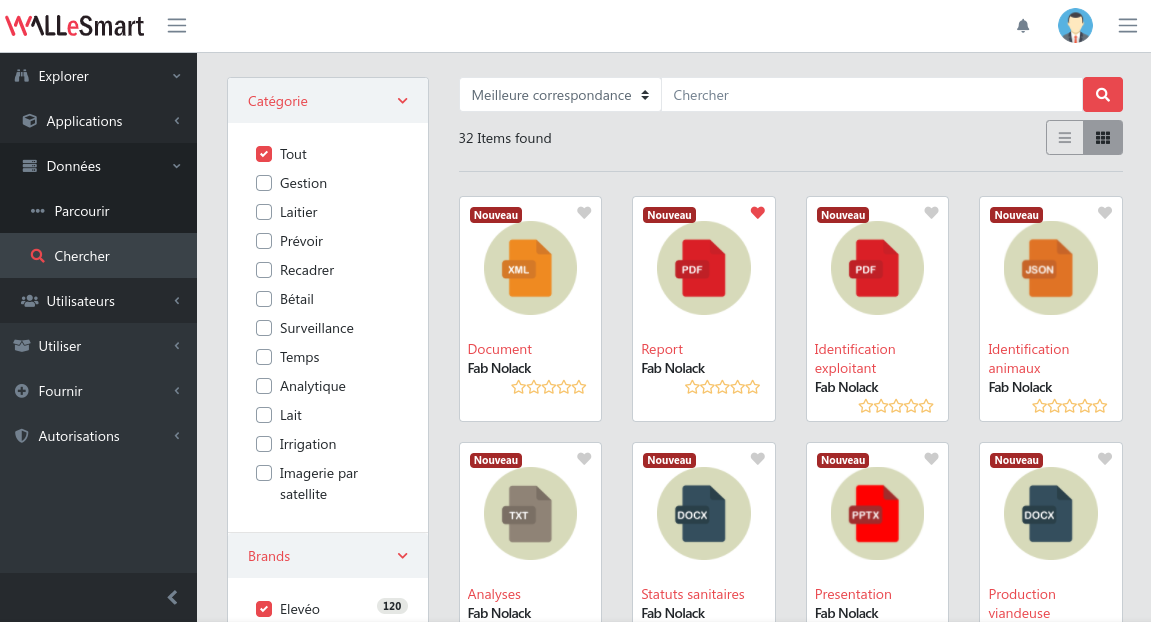 WALLeSmart
Explorer
Applications
Données
Parcourir
Chercher
Utilisateurs
Utiliser
Fournir
Autorisations
Catégorie
Tout
Gestion
Laitier
Prévoir
Recadrer
Bétail
Surveillance
Temps
Analytique
Lait
Irrigation
Imagerie par
satellite
Brands
Elevéo 120
Meilleure correspondance Chercher
32 Items found
Nouveau
XML
Document
Fab Nolack
Nouveau
PDF
Report
Fab Nolack
Nouveau
PDF
Identification
exploitant
Fab Nolack
Nouveau
JSON
Identification
animaux
Fab Nolack
Nouveau
TXT
Analyses
Fab Nolack
Nouveau
DOCX
Statuts sanitaires
Fab Nolack
Nouveau
PPTX
Presentation
Fab Nolack
Nouveau
DOCX
Production
viandeuse